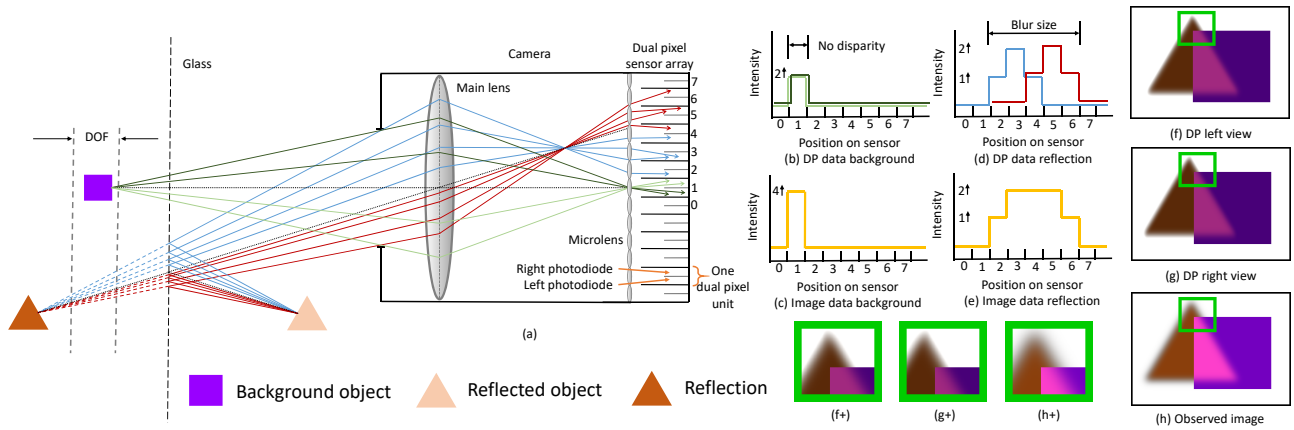 Glass
DOF
Camera
Main lens
Dual pixel
sensor array
7
6
5
4
3
2
1
0
Microlens
Right photodiode
Left photodiode
One
dual pixel
unit
(a)
Background object
Reflected object
Reflection
No disparity
Intensity
2
0 1 2 3 4 5 6 7
Position on sensor
(b) DP data background
Blur size
Intensity
2
1
0 1 2 3 4 5 6 7
Position on sensor
(d) DP data reflection
Intensity
4
0 1 2 3 4 5 6 7
Position on sensor
(c) Image data background
Intensity
2
1
0 1 2 3 4 5 6 7
Position on sensor
(e) Image data reflection
(f+)
(g+)
(h+)
(f) DP left view
(g) DP right view
(h) Observed image